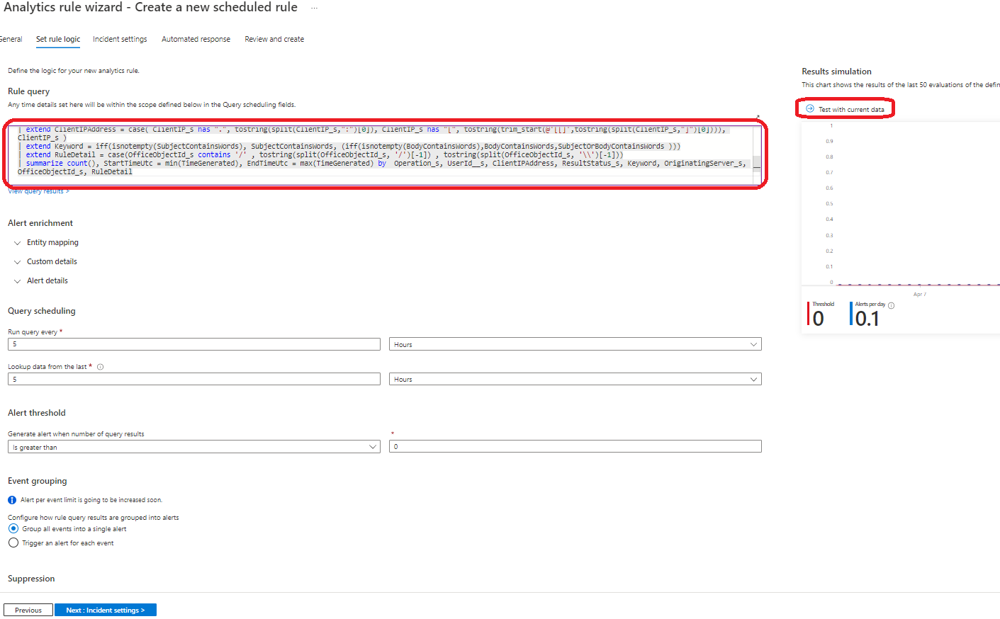 Analytics rule wizard - Create a new scheduled rule ...
General Set rule logic Incident settings Automated response Review and create
Define the logic for your new analytics rule.
Rule query
Any time details set here will be within the scope defined below in the Query scheduling fields.
| extend ClientIPAddress = case( ClientIP_s has ".", tostring(split(ClientIP_s,":")[0]), ClientIP_s has "[", tostring(trim_start(@'[[]',tostring(split(ClientIP_s,"]")[0]))),
ClientIP_s )
| extend Keyword = iff(isnotempty(SubjectContainsWords), SubjectContainsWords, (iff(isnotempty(BodyContainsWords),BodyContainsWords,SubjectOrBodyContainsWords )))
| extend RuleDetail = case(OfficeObjectId_s contains '/' , tostring(split(OfficeObjectId_s, '/')[-1]) , tostring(split(OfficeObjectId_s, '\\')[-1]))
| summarize count(), StartTimeUtc = min(TimeGenerated), EndTimeUtc = max(TimeGenerated) by  Operation_s, UserId__s, ClientIPAddress, ResultStatus_s, Keyword, OriginatingServer_s,
OfficeObjectId_s, RuleDetail
View query results >
Alert enrichment
Entity mapping
Custom details
Alert details
Query scheduling
Run query every *
5 Hours
Lookup data from the last *
5 Hours
Alert threshold
Generate alert when number of query results *
Is greater than 0
Event grouping
Alert per event limit is going to be increased soon.
Configure how rule query results are grouped into alerts
Group all events into a single alert
Trigger an alert for each event
Suppression
Previous Next : Incident settings >
Results simulation
This chart shows the results of the last 50 evaluations of the defin
Test with current data
1
0.9
0.8
0.7
0.6
0.5
0.4
0.3
0.2
0.1
0
Apr 7
Threshold Alerts per day
0 0.1